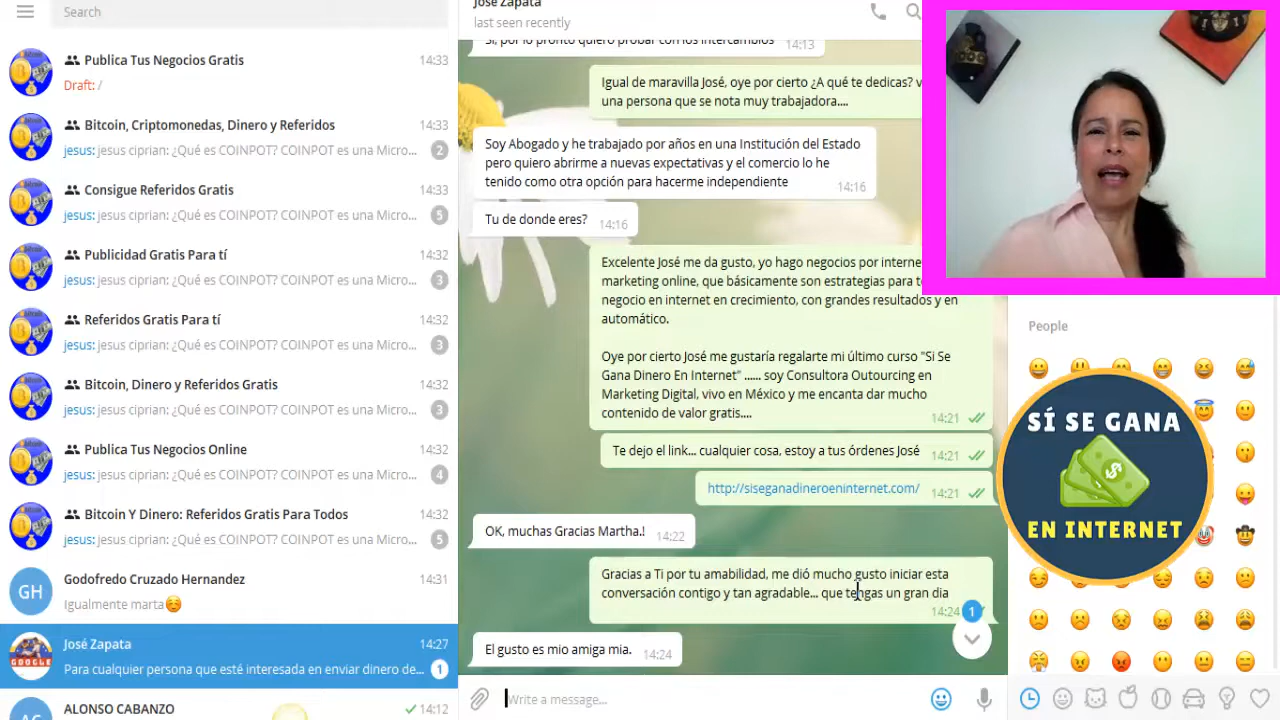 Search
Publica Tus Negocios Gratis 14:33
Draft: /
Bitcoin, Criptomonedas, Dinero y Referidos 14:33
jesus: jesus ciprian: ¿Qué es COINPOT? COINPOT es una Micro... 2
Consigue Referidos Gratis 14:33
jesus: jesus ciprian: ¿Qué es COINPOT? COINPOT es una Micro... 5
Publicidad Gratis Para tí 14:32
jesus: jesus ciprian: ¿Qué es COINPOT? COINPOT es una Micro... 3
Referidos Gratis Para tí 14:32
jesus: jesus ciprian: ¿Qué es COINPOT? COINPOT es una Micro... 3
Bitcoin, Dinero y Referidos Gratis 14:32
jesus: jesus ciprian: ¿Qué es COINPOT? COINPOT es una Micro... 3
Publica Tus Negocios Online 14:32
jesus: jesus ciprian: ¿Qué es COINPOT? COINPOT es una Micro... 4
Bitcoin Y Dinero: Referidos Gratis Para Todos 14:32
jesus: jesus ciprian: ¿Qué es COINPOT? COINPOT es una Micro... 5
GH
Godofredo Cruzado Hernandez 14:31
Igualmente marta☺️
GOOGLE
José Zapata 14:27
Para cualquier persona que esté interesada en enviar dinero de... 1
ALONSO CABANZO 14:12
José Zapata
last seen recently
Si, por lo pronto quiero probar con los intercambios 14:13
Igual de maravilla José, oye por cierto ¿A qué te dedicas?
una persona que se nota muy trabajadora....
Soy Abogado y he trabajado por años en una Institución del Estado
pero quiero abrirme a nuevas expectativas y el comercio lo he
tenido como otra opción para hacerme independiente 14:16
Tu de donde eres? 14:16
Excelente José me da gusto, yo hago negocios por interne
marketing online, que básicamente son estrategias para
negocio en internet en crecimiento, con grandes resultados y en
automático.
Oye por cierto José me gustaría regalarte mi último curso "Si Se
Gana Dinero En Internet" ...... soy Consultora Outourcing en
Marketing Digital, vivo en México y me encanta dar mucho
contenido de valor gratis.... 14:21
Te dejo el link... cualquier cosa, estoy a tus órdenes José 14:21
http://siseganadineroeninternet.com/ 14:21
OK, muchas Gracias Martha.! 14:22
Gracias a Ti por tu amabilidad, me dió mucho gusto iniciar esta
conversación contigo y tan agradable... que tengas un gran dia
14:24 1
El gusto es mio amiga mia. 14:24
Write a message...
People
SÍ SE GANA
EN INTERNET